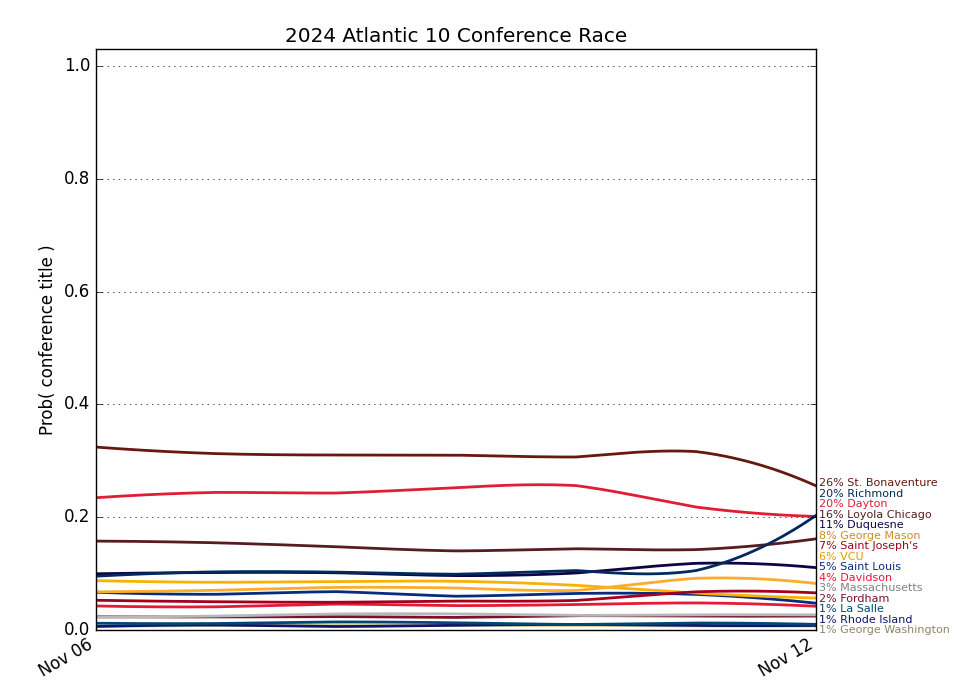 2024 Atlantic 10 Conference Race
Prob( conference title )
1.0
0.8
0.6
0.4
0.2
0.0
Nov 06
Nov 12
26% St. Bonaventure
20% Richmond
20% Dayton
16% Loyola Chicago
11% Duquesne
8% George Mason
7% Saint Joseph's
6% VCU
5% Saint Louis
4% Davidson
3% Massachusetts
2% Fordham
1% La Salle
1% Rhode Island
1% George Washington